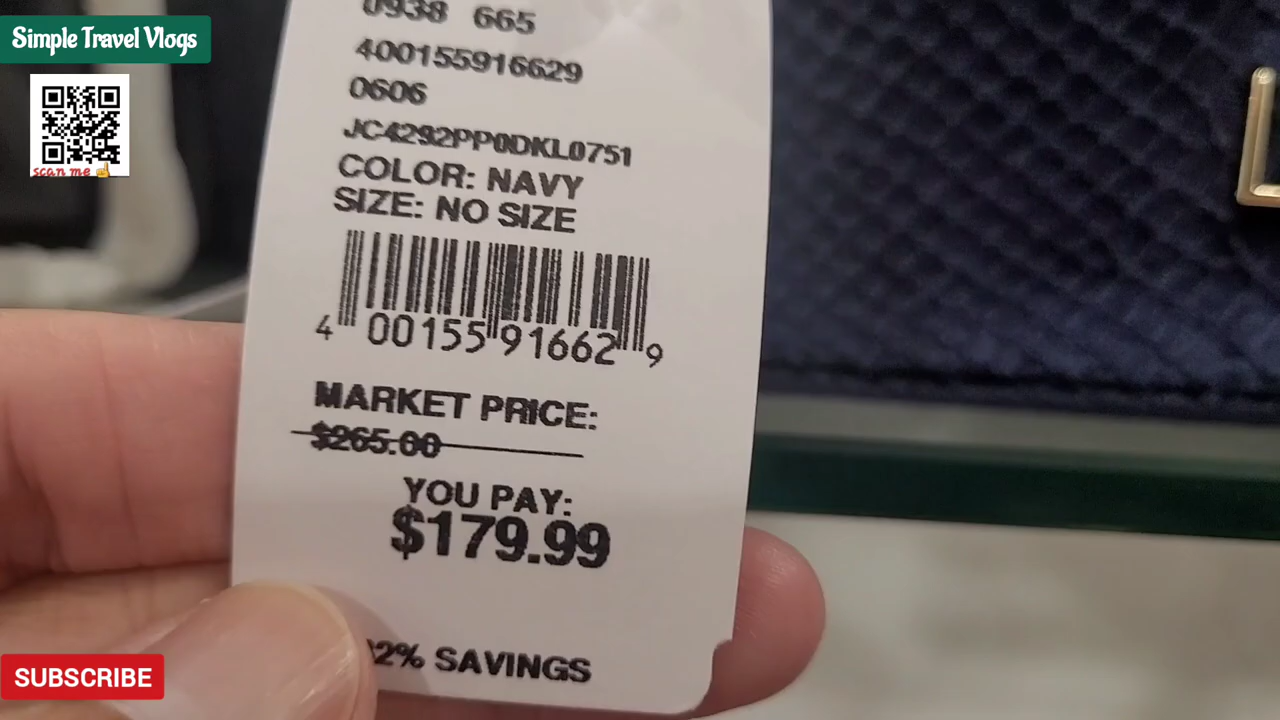 Simple Travel Vlogs
scan me
0938 665
400155916629
0606
JC4292PP0DKL0751
COLOR: NAVY
SIZE: NO SIZE
4 00155 91662 9
MARKET PRICE:
$265.00
YOU PAY:
$179.99
2% SAVINGS
SUBSCRIBE